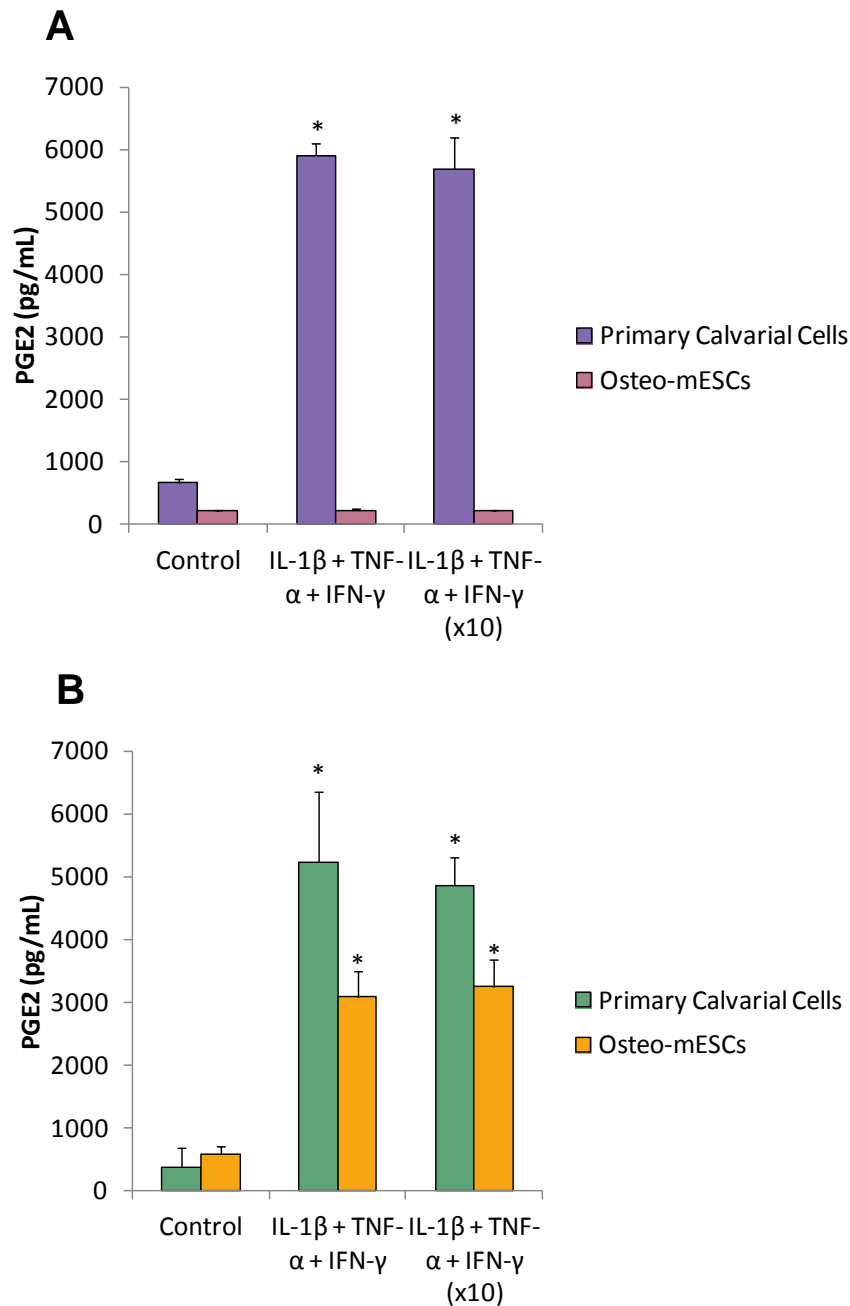 A
7000
6000
5000
4000
3000
2000
1000
0
PGE2 (pg/mL)
* *
Control IL-1β + TNF- IL-1β + TNF-
α + IFN-γ α + IFN-γ
(x10)
Primary Calvarial Cells
Osteo-mESCs
B
7000
6000
5000
4000
3000
2000
1000
0
PGE2 (pg/mL)
* * * *
Control IL-1β + TNF- IL-1β + TNF-
α + IFN-γ α + IFN-γ
(x10)
Primary Calvarial Cells
Osteo-mESCs